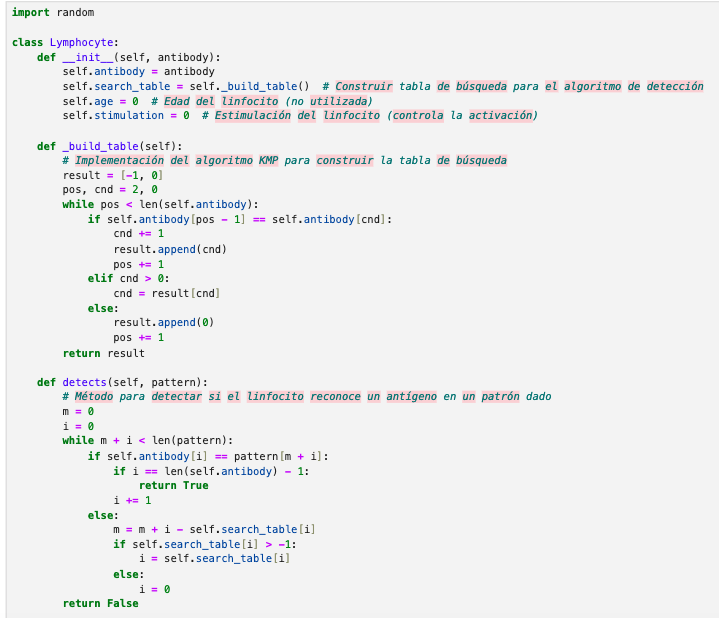 import random

class Lymphocyte:
    def __init__(self, antibody):
        self.antibody = antibody
        self.search_table = self._build_table()  # Construir tabla de búsqueda para el algoritmo de detección
        self.age = 0  # Edad del linfocito (no utilizada)
        self.stimulation = 0  # Estimulación del linfocito (controla la activación)

    def _build_table(self):
        # Implementación del algoritmo KMP para construir la tabla de búsqueda
        result = [-1, 0]
        pos, cnd = 2, 0
        while pos < len(self.antibody):
            if self.antibody[pos - 1] == self.antibody[cnd]:
                cnd += 1
                result.append(cnd)
                pos += 1
            elif cnd > 0:
                cnd = result[cnd]
            else:
                result.append(0)
                pos += 1
        return result

    def detects(self, pattern):
        # Método para detectar si el linfocito reconoce un antígeno en un patrón dado
        m = 0
        i = 0
        while m + i < len(pattern):
            if self.antibody[i] == pattern[m + i]:
                if i == len(self.antibody) - 1:
                    return True
                i += 1
            else:
                m = m + i - self.search_table[i]
                if self.search_table[i] > -1:
                    i = self.search_table[i]
                else:
                    i = 0
        return False